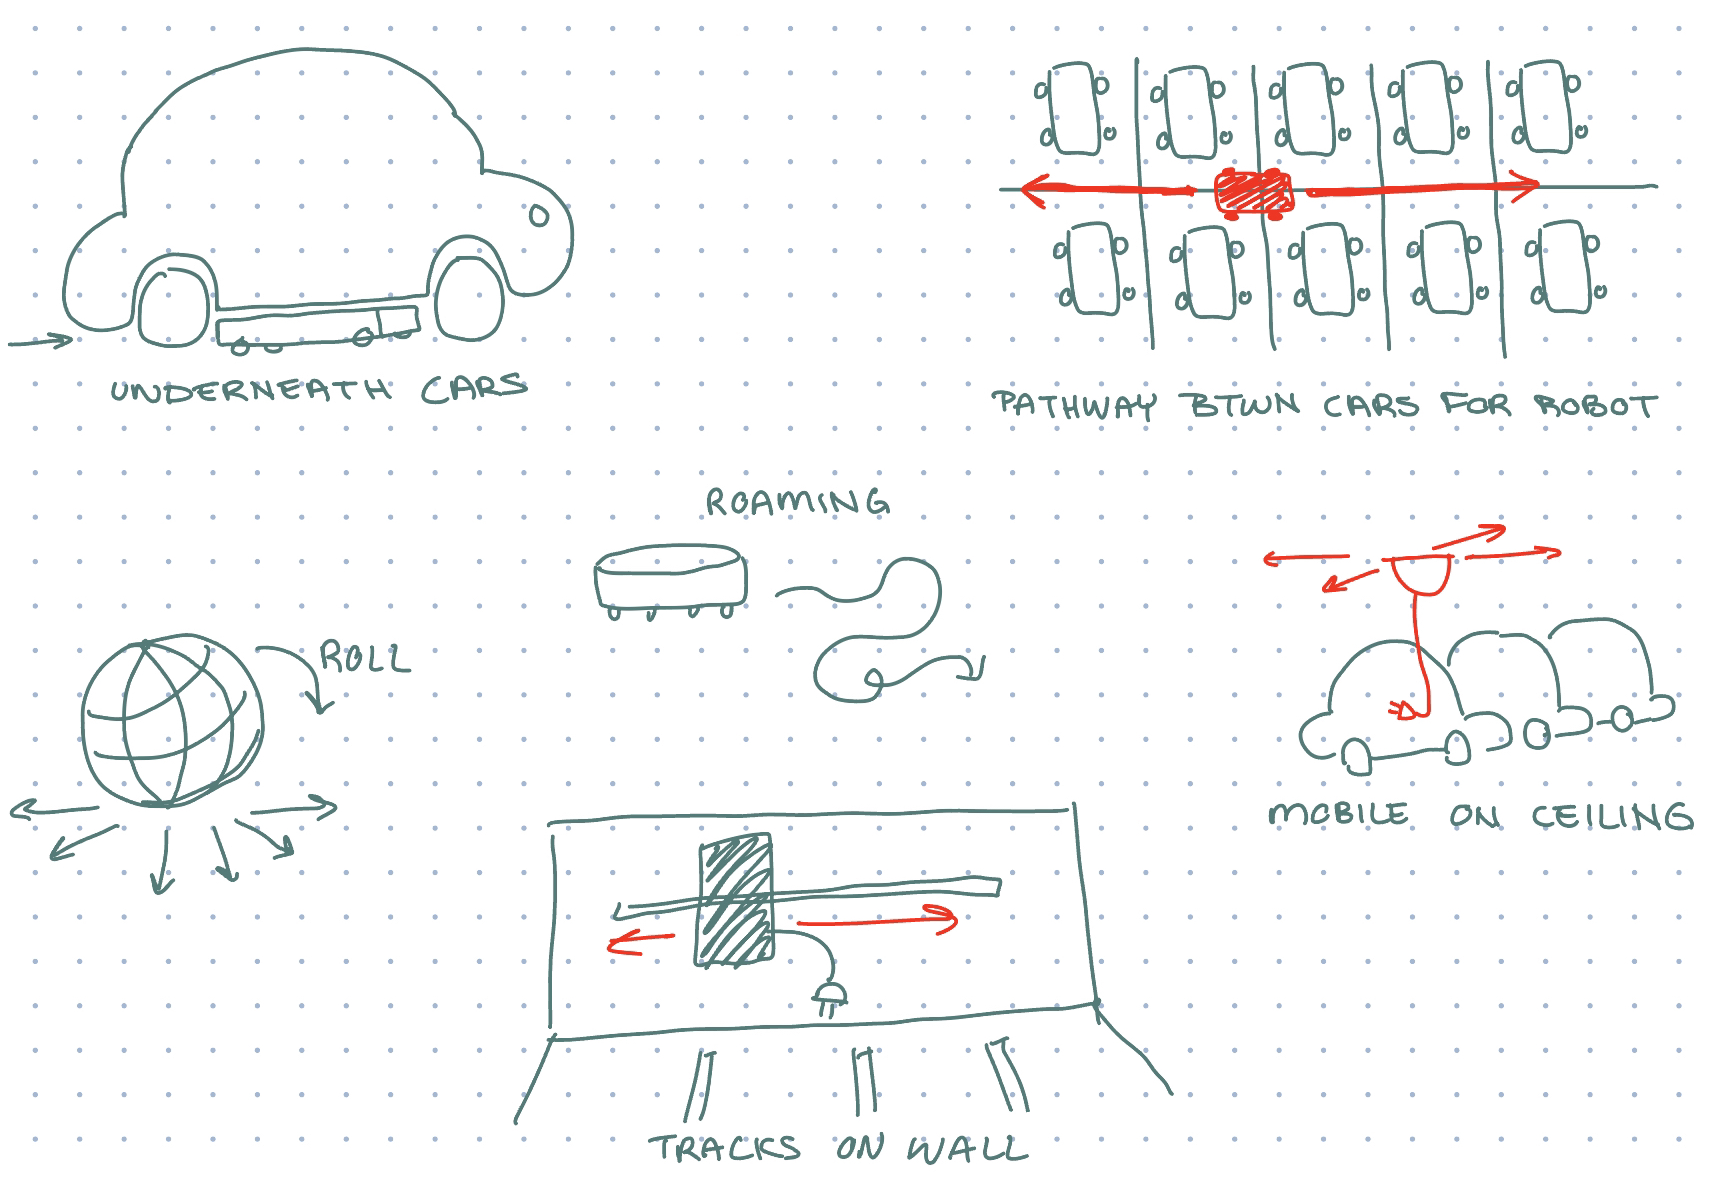 UNDERNEATH CARS
PATHWAY BTWN CARS FOR ROBOT
ROAMING
ROLL
MOBILE ON CEILING
TRACKS ON WALL